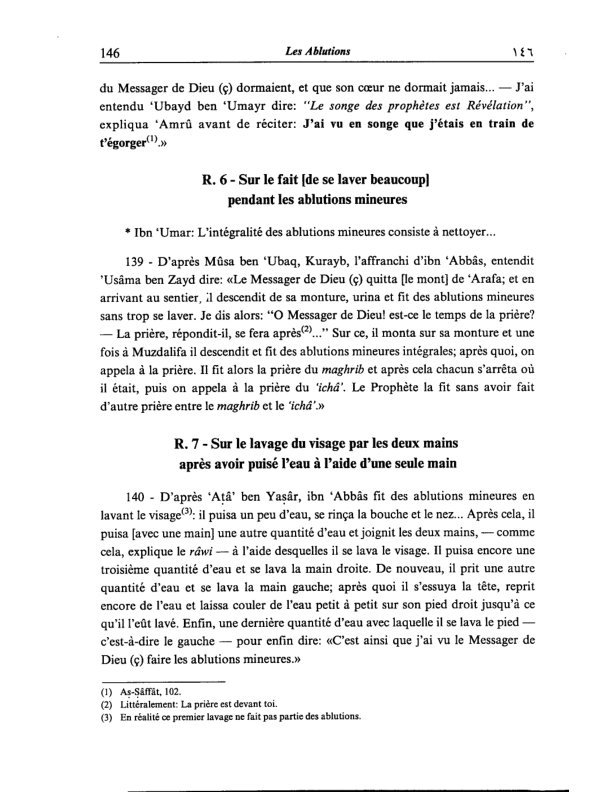 146 Les Ablutions ١٤٦
du Messager de Dieu (ç) dormaient, et que son cœur ne dormait jamais... — J'ai
entendu ‘Ubayd ben ‘Umayr dire: "Le songe des prophètes est Révélation",
expliqua ‘Amrû avant de réciter: J'ai vu en songe que j'étais en train de
t'égorger(1).»
R. 6 - Sur le fait [de se laver beaucoup]
pendant les ablutions mineures
* Ibn ‘Umar: L'intégralité des ablutions mineures consiste à nettoyer...
139 - D'après Mûsa ben ‘Ubaq, Kurayb, l'affranchi d'ibn ‘Abbâs, entendit
'Usâma ben Zayd dire: «Le Messager de Dieu (ç) quitta [le mont] de ‘Arafa; et en
arrivant au sentier, il descendit de sa monture, urina et fit des ablutions mineures
sans trop se laver. Je dis alors: "O Messager de Dieu! est-ce le temps de la prière?
— La prière, répondit-il, se fera après(2)..." Sur ce, il monta sur sa monture et une
fois à Muzdalifa il descendit et fit des ablutions mineures intégrales; après quoi, on
appela à la prière. Il fit alors la prière du maghrib et après cela chacun s'arrêta où
il était, puis on appela à la prière du ‘ichâ'. Le Prophète la fit sans avoir fait
d'autre prière entre le maghrib et le ‘ichâ'.»
R. 7 - Sur le lavage du visage par les deux mains
après avoir puisé l'eau à l'aide d'une seule main
140 - D'après ‘Aṭâ' ben Yaṣâr, ibn ‘Abbâs fit des ablutions mineures en
lavant le visage(3): il puisa un peu d'eau, se rinça la bouche et le nez... Après cela, il
puisa [avec une main] une autre quantité d'eau et joignit les deux mains, — comme
cela, explique le râwi — à l'aide desquelles il se lava le visage. Il puisa encore une
troisième quantité d'eau et se lava la main droite. De nouveau, il prit une autre
quantité d'eau et se lava la main gauche; après quoi il s'essuya la tête, reprit
encore de l'eau et laissa couler de l'eau petit à petit sur son pied droit jusqu'à ce
qu'il l'eût lavé. Enfin, une dernière quantité d'eau avec laquelle il se lava le pied —
c'est-à-dire le gauche — pour enfin dire: «C'est ainsi que j'ai vu le Messager de
Dieu (ç) faire les ablutions mineures.»
(1) Aṣ-Ṣâffât, 102.
(2) Littéralement: La prière est devant toi.
(3) En réalité ce premier lavage ne fait pas partie des ablutions.